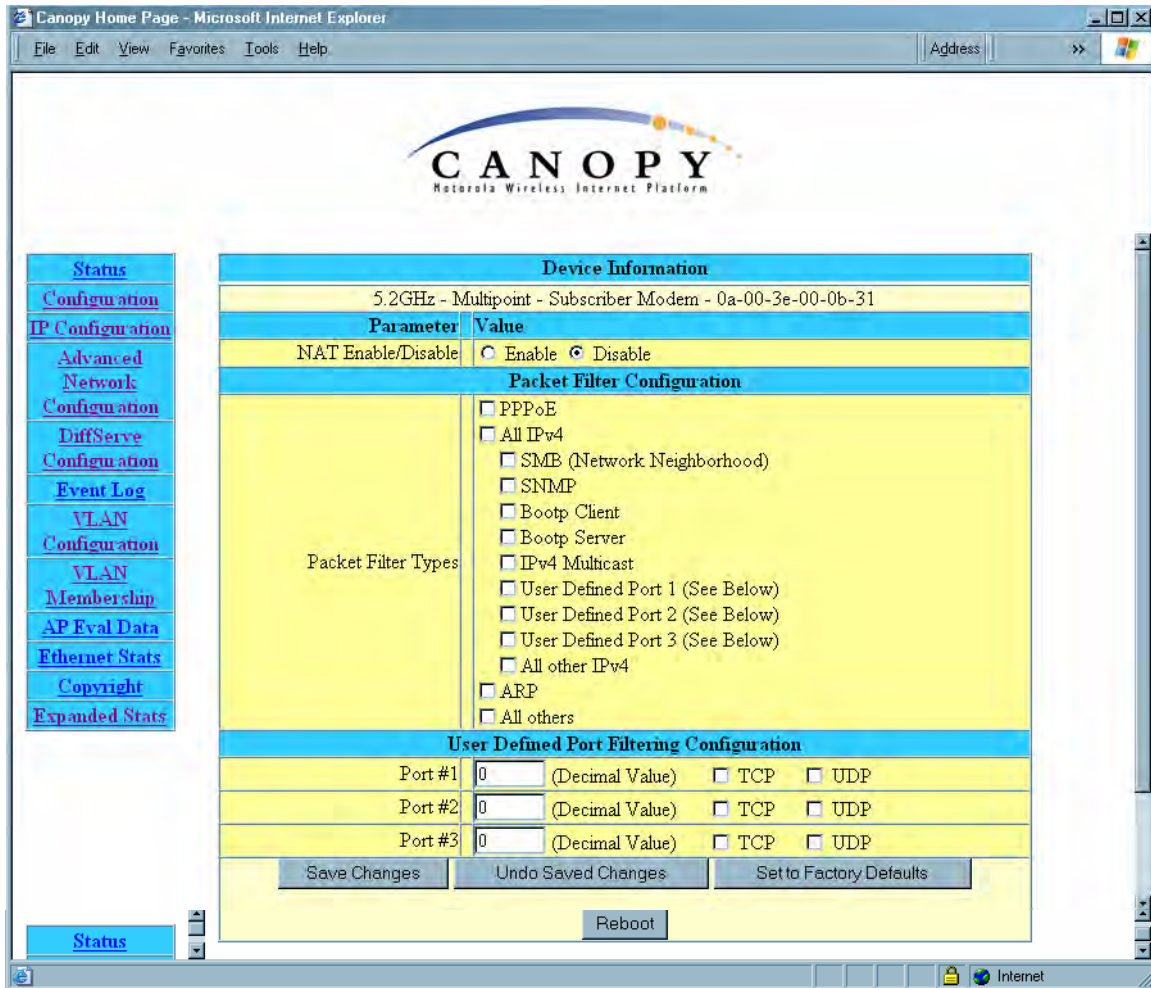 Canopy Home Page - Microsoft Internet Explorer
File Edit View Favorites Tools Help
Address »
CANOPY
Motorola Wireless Internet Platform
Status
Configuration
IP Configuration
Advanced
Network
Configuration
DiffServe
Configuration
Event Log
VLAN
Configuration
VLAN
Membership
AP Eval Data
Ethernet Stats
Copyright
Expanded Stats
Status
Device Information
5.2GHz - Multipoint - Subscriber Modem - 0a-00-3e-00-0b-31
Parameter Value
NAT Enable/Disable Enable Disable
Packet Filter Configuration
Packet Filter Types
PPPoE
All IPv4
SMB (Network Neighborhood)
SNMP
Bootp Client
Bootp Server
IPv4 Multicast
User Defined Port 1 (See Below)
User Defined Port 2 (See Below)
User Defined Port 3 (See Below)
All other IPv4
ARP
All others
User Defined Port Filtering Configuration
Port #1 0 (Decimal Value) TCP UDP
Port #2 0 (Decimal Value) TCP UDP
Port #3 0 (Decimal Value) TCP UDP
Save Changes Undo Saved Changes Set to Factory Defaults
Reboot
Internet